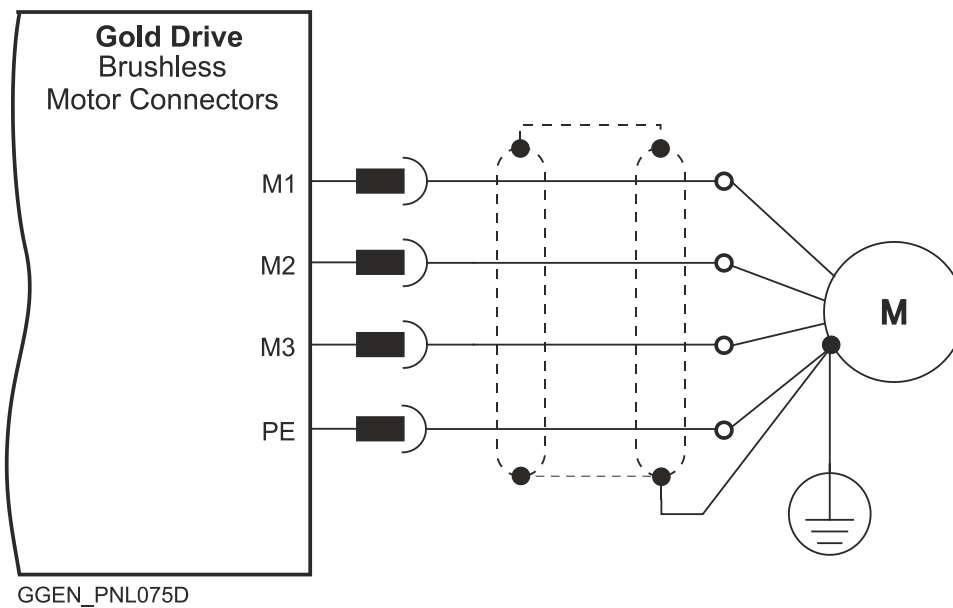 Gold Drive
Brushless
Motor Connectors
M1
M2
M3
PE
M
GGEN_PNL075D